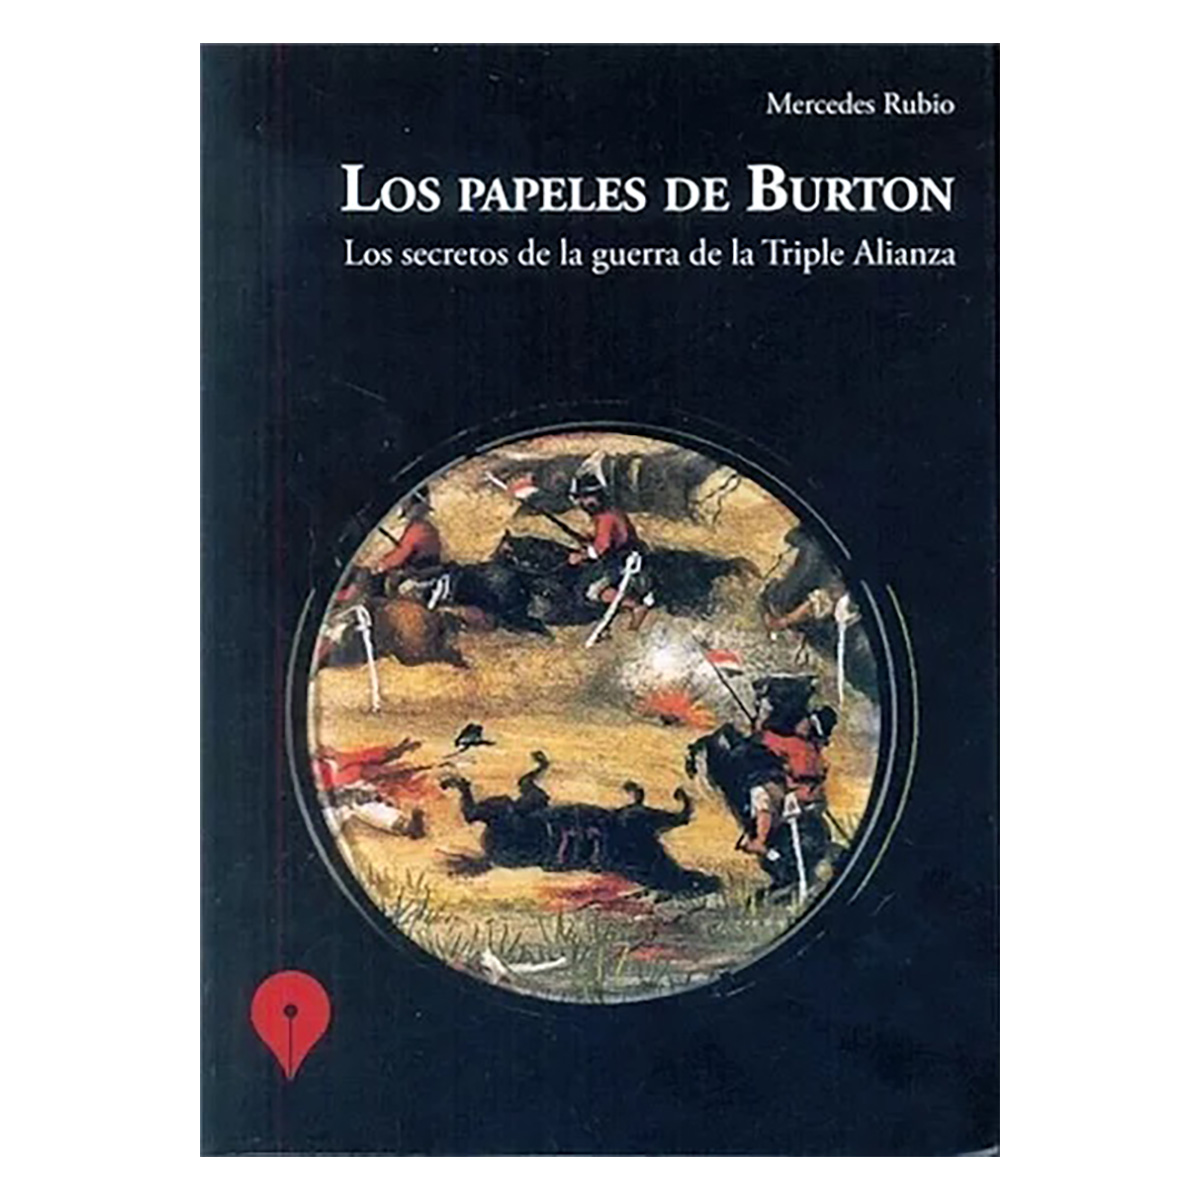 Mercedes Rubio
LOS PAPELES DE BURTON
Los secretos de la guerra de la Triple Alianza